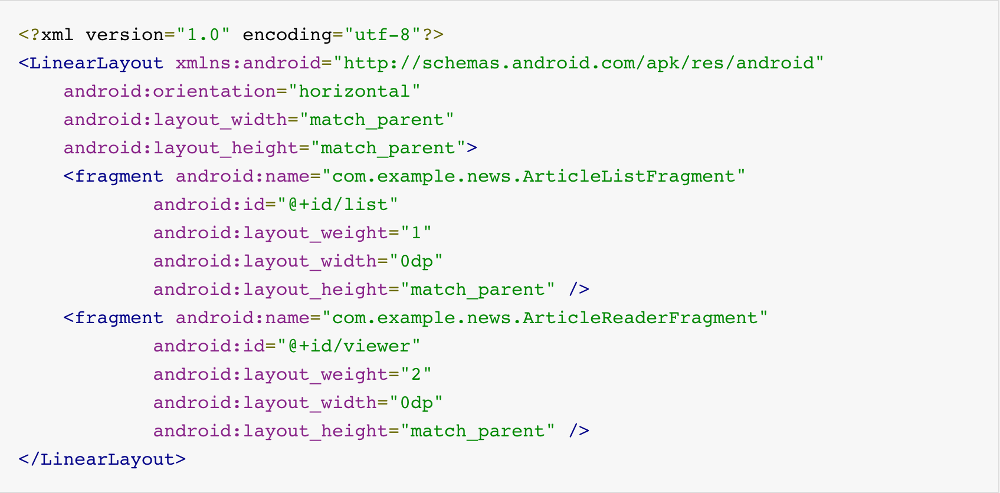 <?xml version="1.0" encoding="utf-8"?>
<LinearLayout xmlns:android="http://schemas.android.com/apk/res/android"
    android:orientation="horizontal"
    android:layout_width="match_parent"
    android:layout_height="match_parent">
    <fragment android:name="com.example.news.ArticleListFragment"
            android:id="@+id/list"
            android:layout_weight="1"
            android:layout_width="0dp"
            android:layout_height="match_parent" />
    <fragment android:name="com.example.news.ArticleReaderFragment"
            android:id="@+id/viewer"
            android:layout_weight="2"
            android:layout_width="0dp"
            android:layout_height="match_parent" />
</LinearLayout>